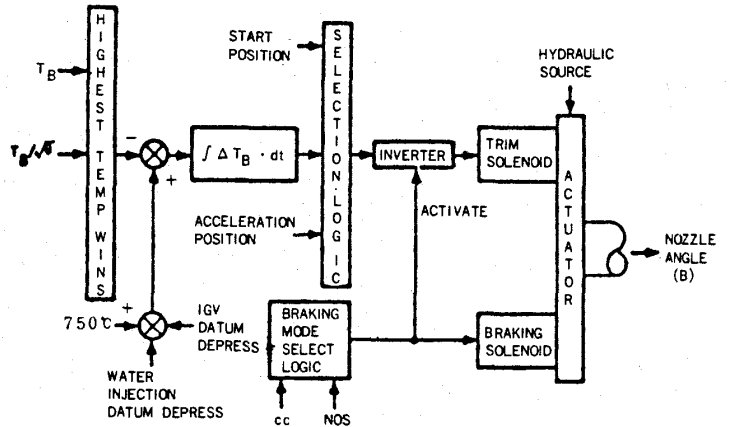 HIGHEST TEMP WINS
T_B
T_B/√δ
−
+
∫ Δ T_B · dt
START
POSITION
ACCELERATION
POSITION
SELECTION·LOGIC
INVERTER
ACTIVATE
TRIM
SOLENOID
HYDRAULIC
SOURCE
ACTUATOR
NOZZLE
ANGLE
(B)
750℃
+
IGV
DATUM
DEPRESS
WATER
INJECTION
DATUM DEPRESS
BRAKING
MODE
SELECT
LOGIC
cc
NOS
BRAKING
SOLENOID